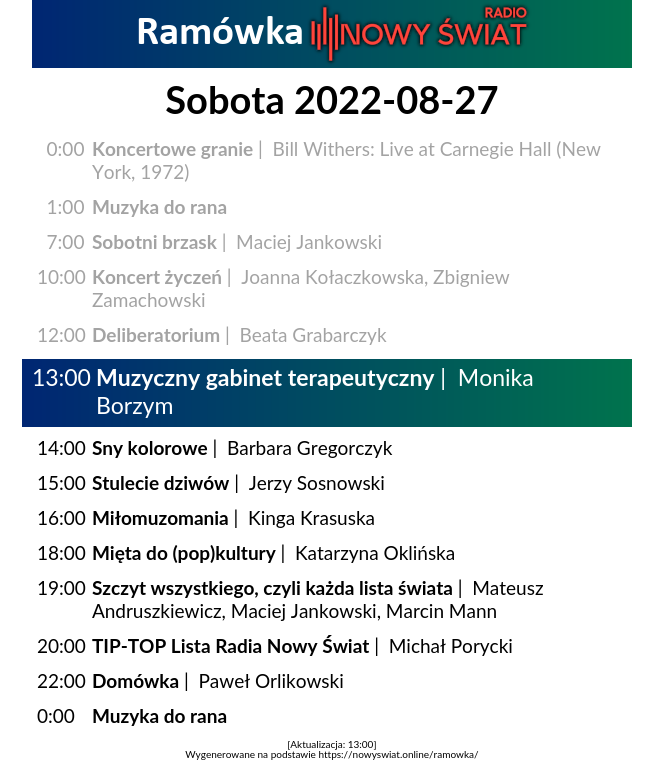 Ramówka NOWY ŚWIAT RADIO
Sobota 2022-08-27
0:00 Koncertowe granie | Bill Withers: Live at Carnegie Hall (New
York, 1972)
1:00 Muzyka do rana
7:00 Sobotni brzask | Maciej Jankowski
10:00 Koncert życzeń | Joanna Kołaczkowska, Zbigniew
Zamachowski
12:00 Deliberatorium | Beata Grabarczyk
13:00 Muzyczny gabinet terapeutyczny | Monika
Borzym
14:00 Sny kolorowe | Barbara Gregorczyk
15:00 Stulecie dziwów | Jerzy Sosnowski
16:00 Miłomuzomania | Kinga Krasuska
18:00 Mięta do (pop)kultury | Katarzyna Oklińska
19:00 Szczyt wszystkiego, czyli każda lista świata | Mateusz
Andruszkiewicz, Maciej Jankowski, Marcin Mann
20:00 TIP-TOP Lista Radia Nowy Świat | Michał Porycki
22:00 Domówka | Paweł Orlikowski
0:00 Muzyka do rana
[Aktualizacja: 13:00]
Wygenerowane na podstawie https://nowyswiat.online/ramowka/